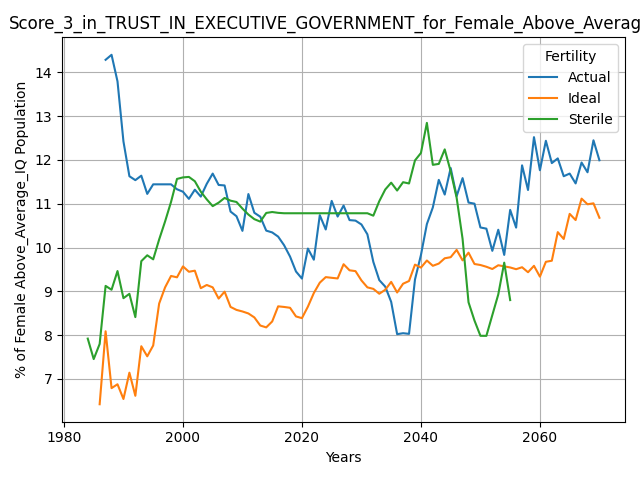 Score_3_in_TRUST_IN_EXECUTIVE_GOVERNMENT_for_Female_Above_Averag
% of Female Above_Average_IQ Population
14
13
12
11
10
9
8
7
Fertility
Actual
Ideal
Sterile
1980 2000 2020 2040 2060
Years